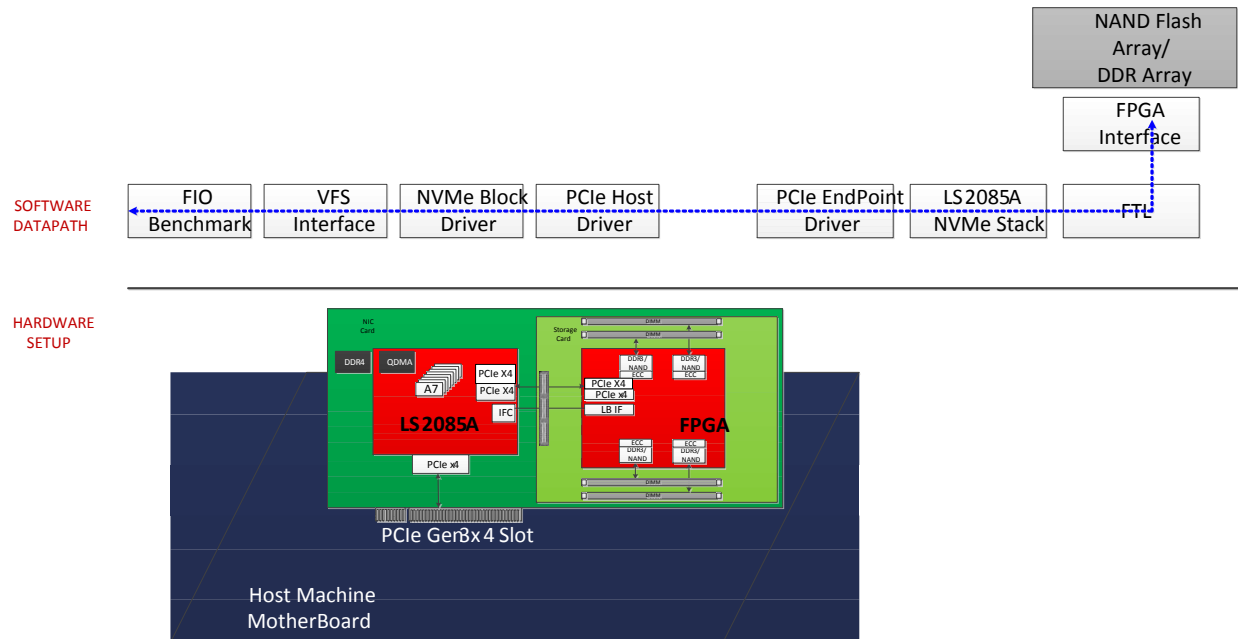 NAND Flash
Array/
DDR Array
FPGA
Interface
SOFTWARE
DATAPATH
FIO
Benchmark
VFS
Interface
NVMe Block
Driver
PCIe Host
Driver
PCIe EndPoint
Driver
LS2085A
NVMe Stack
FTL
HARDWARE
SETUP
NIC
Card
Storage
Card
DIMM
DIMM
DDR4
QDMA
A7
PCIe X4
PCIe X4
IFC
LS2085A
PCIe x4
DDR3/
NAND
ECC
DDR3/
NAND
ECC
PCIe X4
PCIe x4
LB IF
FPGA
ECC
DDR3/
NAND
ECC
DDR3/
NAND
DIMM
DIMM
PCIe Gen3x4 Slot
Host Machine
MotherBoard